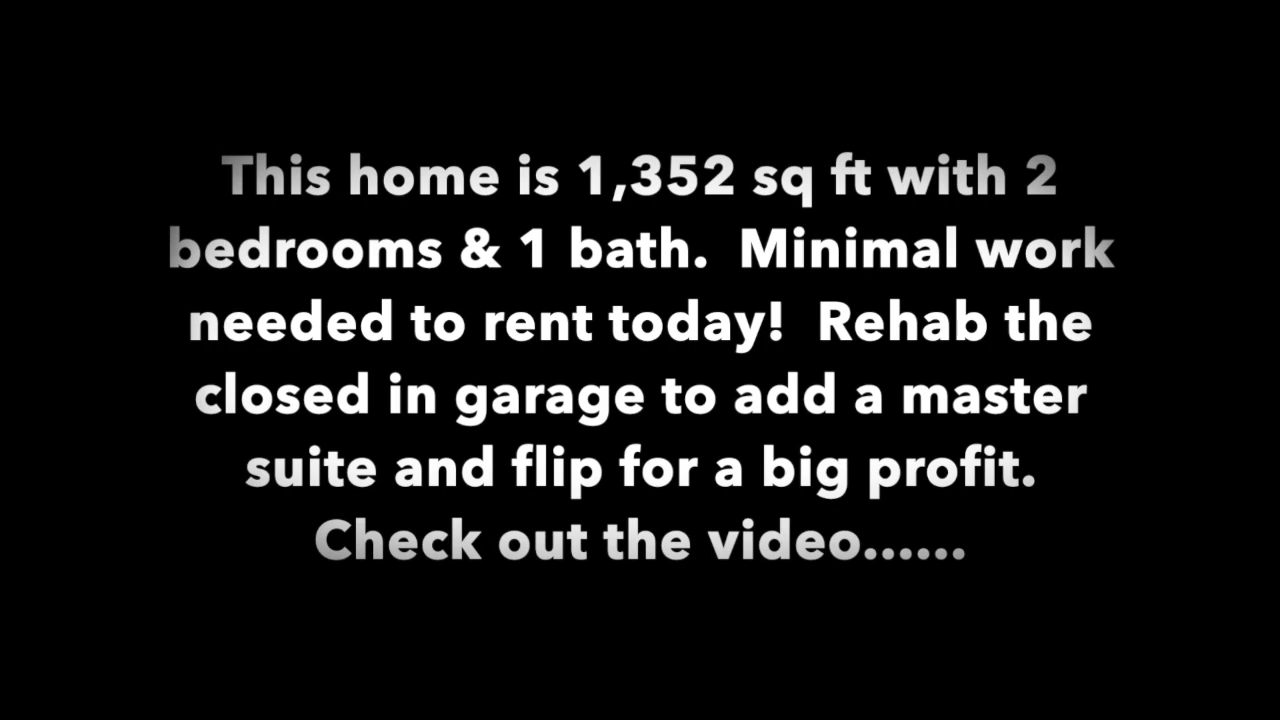 This home is 1,352 sq ft with 2
bedrooms & 1 bath.  Minimal work
needed to rent today!  Rehab the
closed in garage to add a master
suite and flip for a big profit.
Check out the video......